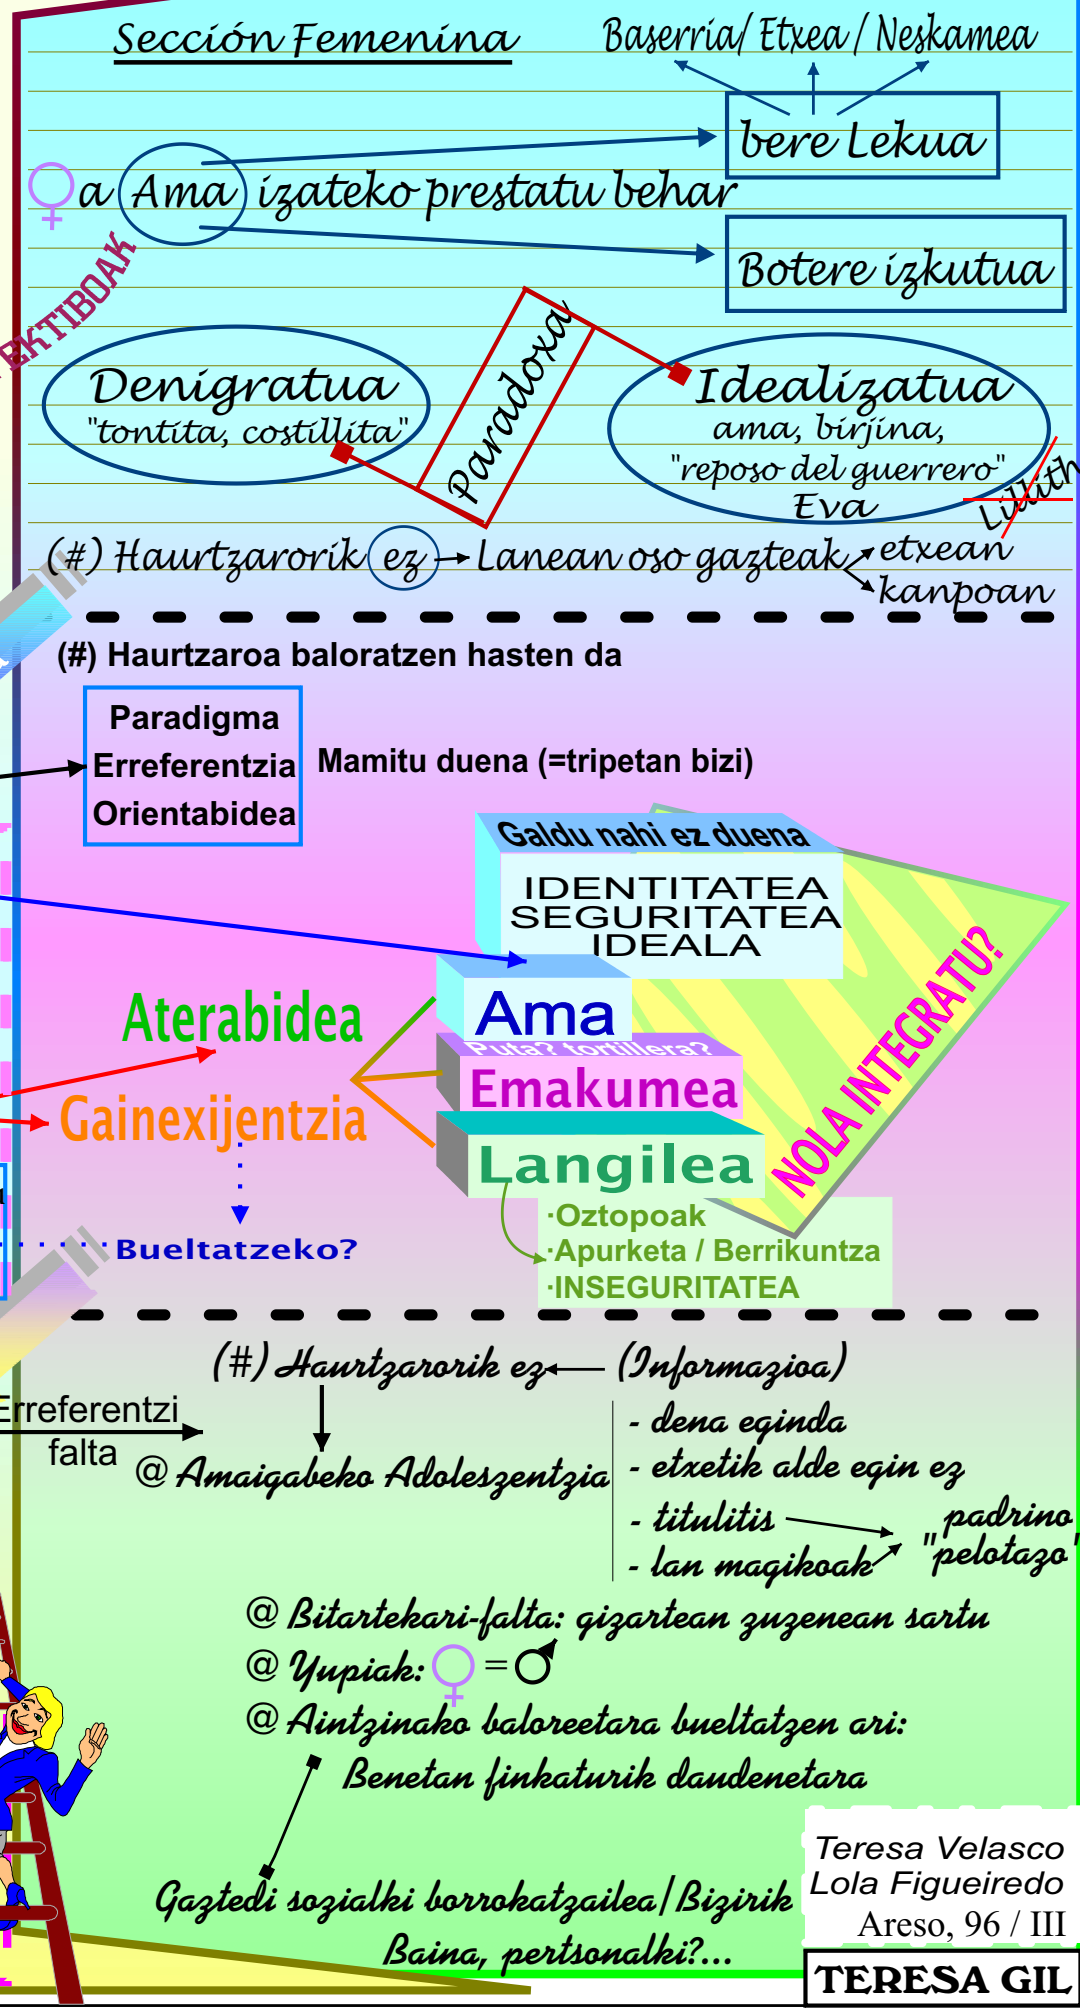 Sección Femenina
Baserria/ Etxea / Neskamea
bere Lekua
♀a Ama izateko prestatu behar
Botere izkutua
EKTIBOAK
Denigratua
"tontita, costillita"
Paradoxa
Idealizatua
ama, birjina,
"reposo del guerrero"
Eva
Lillith
(#) Haurtzarorik ez Lanean oso gazteak etxean
kanpoan
(#) Haurtzaroa baloratzen hasten da
Paradigma
Erreferentzia
Orientabidea
Mamitu duena (=tripetan bizi)
Galdu nahi ez duena
IDENTITATEA
SEGURITATEA
IDEALA
Ama
Aterabidea
Puta? tortillera?
Emakumea
Gainexijentzia
Langilea
NOLA INTEGRATU?
·Oztopoak
·Apurketa / Berrikuntza
·INSEGURITATEA
Bueltatzeko?
(#) Haurtzarorik ez (Informazioa)
Erreferentzi
falta
@ Amaigabeko Adoleszentzia
- dena eginda
- etxetik alde egin ez
- titulitis
- lan magikoak
padrino
"pelotazo"
@ Bitartekari-falta: gizartean zuzenean sartu
@ Yupiak: ♀ = ♂
@ Aintzinako baloreetara bueltatzen ari:
Benetan finkaturik daudenetara
Gaztedi sozialki borrokatzailea/Bizirik
Baina, pertsonalki?...
Teresa Velasco
Lola Figueiredo
Areso, 96 / III
TERESA GIL